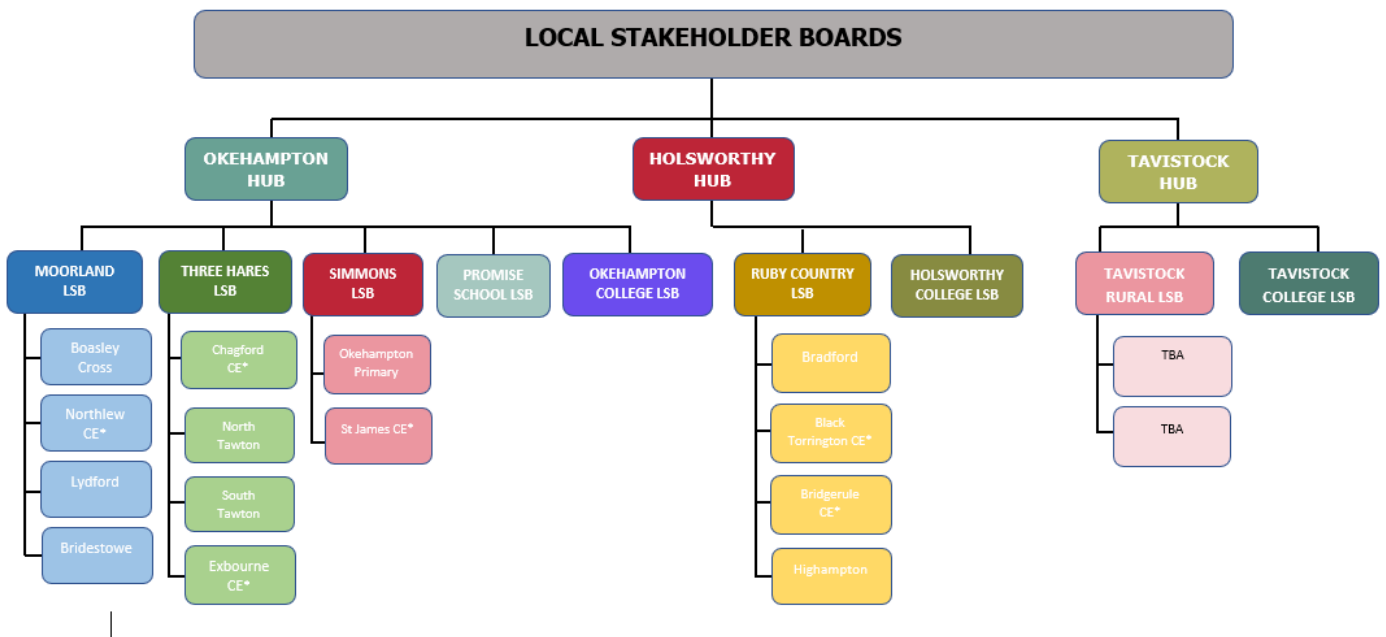 LOCAL STAKEHOLDER BOARDS
OKEHAMPTON
HUB
HOLSWORTHY
HUB
TAVISTOCK
HUB
MOORLAND
LSB
THREE HARES
LSB
SIMMONS
LSB
PROMISE
SCHOOL LSB
OKEHAMPTON
COLLEGE LSB
RUBY COUNTRY
LSB
HOLSWORTHY
COLLEGE LSB
TAVISTOCK
RURAL LSB
TAVISTOCK
COLLEGE LSB
Boasley
Cross
Northlew
CE*
Lydford
Bridestowe
Chagford
CE*
North
Tawton
South
Tawton
Exbourne
CE*
Okehampton
Primary
St James CE*
Bradford
Black
Torrington CE*
Bridgerule
CE*
Highampton
TBA
TBA